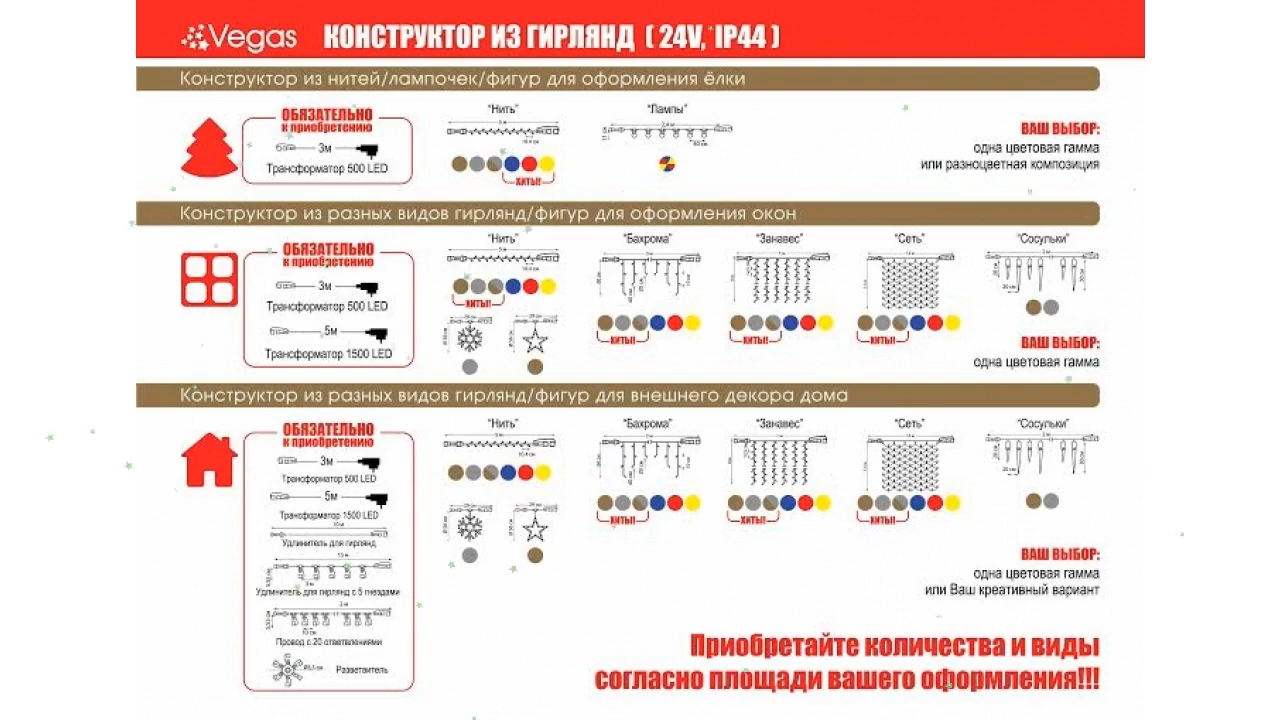 Vegas КОНСТРУКТОР ИЗ ГИРЛЯНД ( 24V, IP44 )
Конструктор из нитей/лампочек/фигур для оформления ёлки
ОБЯЗАТЕЛЬНО
к приобретению
3м
Трансформатор 500 LED
"Нить"
5м
ХИТЫ!
"Лампы"
2,4 м
ВАШ ВЫБОР:
одна цветовая гамма
или разноцветная композиция
Конструктор из разных видов гирлянд/фигур для оформления окон
ОБЯЗАТЕЛЬНО
к приобретению
3м
Трансформатор 500 LED
5м
Трансформатор 1500 LED
"Нить"
ХИТЫ!
"Бахрома"
ХИТЫ!
"Занавес"
ХИТЫ!
"Сеть"
ХИТЫ!
"Сосульки"
ВАШ ВЫБОР:
одна цветовая гамма
Конструктор из разных видов гирлянд/фигур для внешнего декора дома
ОБЯЗАТЕЛЬНО
к приобретению
3м
Трансформатор 500 LED
5м
Трансформатор 1500 LED
10 м
Удлинитель для гирлянд
Удлинитель для гирлянд с 5 гнездами
Провод с 20 ответвлениями
Разветвитель
"Нить"
"Бахрома"
ХИТЫ!
"Занавес"
ХИТЫ!
"Сеть"
ХИТЫ!
"Сосульки"
ВАШ ВЫБОР:
одна цветовая гамма
или Ваш креативный вариант
Приобретайте количества и виды
согласно площади вашего оформления!!!